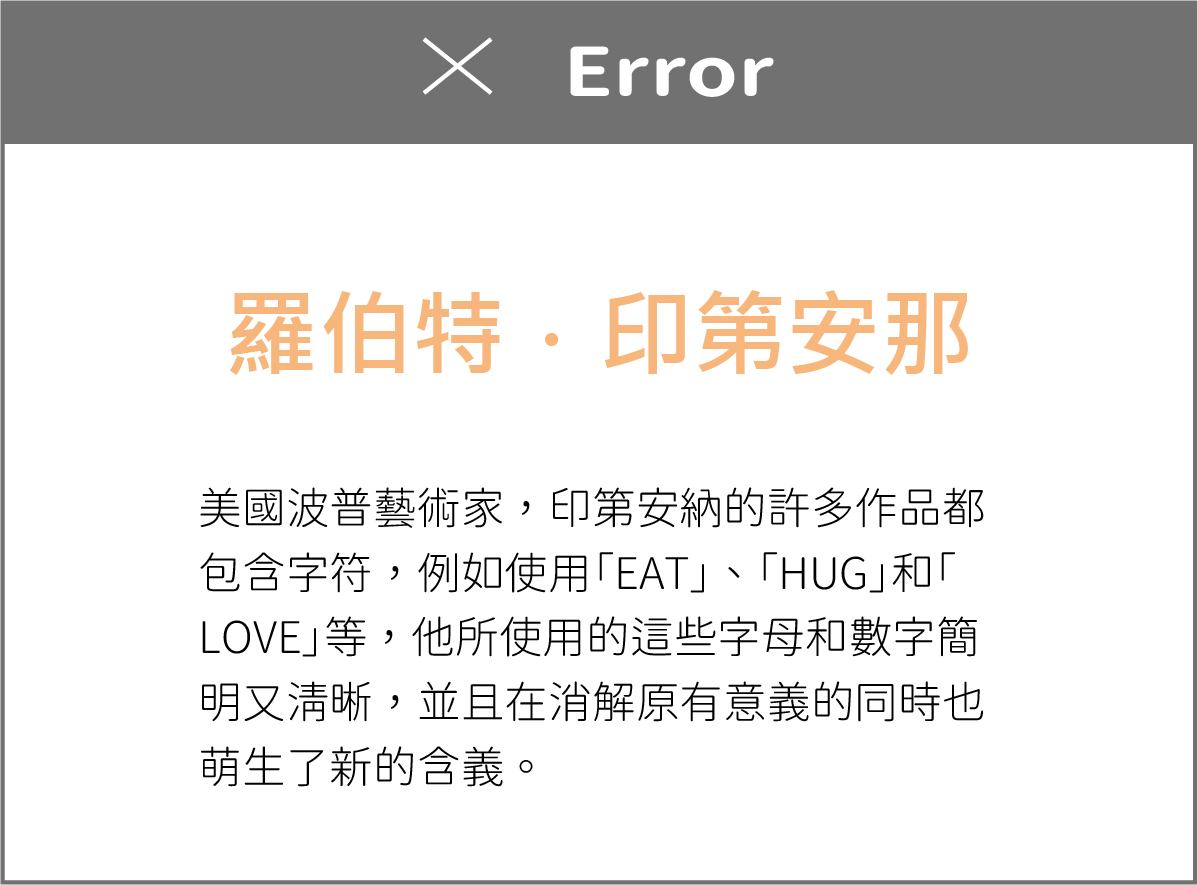 × Error
羅伯特·印第安那
美國波普藝術家，印第安納的許多作品都
包含字符，例如使用「EAT」、「HUG」和「
LOVE」等，他所使用的這些字母和數字簡
明又清晰，並且在消解原有意義的同時也
萌生了新的含義。